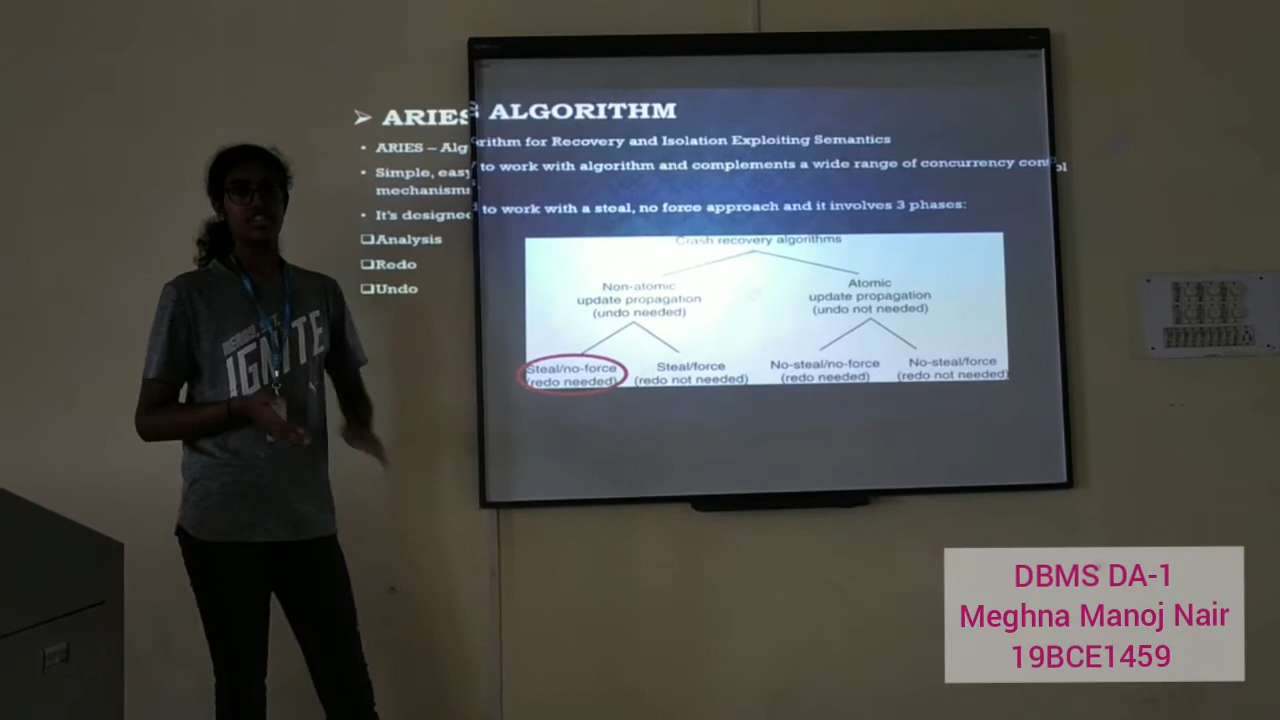 ➢ ARIES ALGORITHM
• ARIES – Algorithm for Recovery and Isolation Exploiting Semantics
• Simple, easy to work with algorithm and complements a wide range of concurrency control
mechanisms.
• It's designed to work with a steal, no force approach and it involves 3 phases:
❑Analysis
❑Redo
❑Undo
Crash recovery algorithms
Non-atomic
update propagation
(undo needed)
Atomic
update propagation
(undo not needed)
Steal/no-force
(redo needed)
Steal/force
(redo not needed)
No-steal/no-force
(redo needed)
No-steal/force
(redo not needed)
IGNITE
DBMS DA-1
Meghna Manoj Nair
19BCE1459